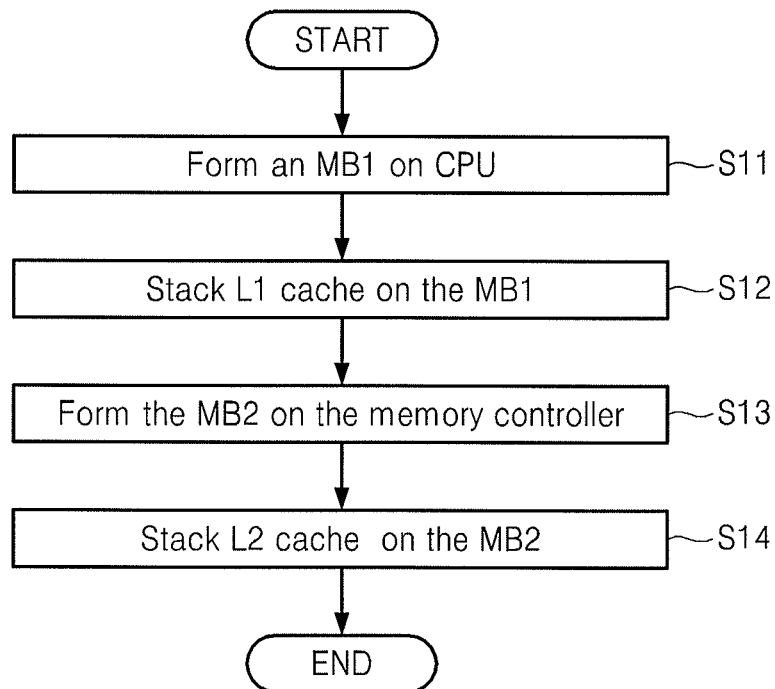 START
Form an MB1 on CPU
S11
Stack L1 cache on the MB1
S12
Form the MB2 on the memory controller
S13
Stack L2 cache on the MB2
S14
END